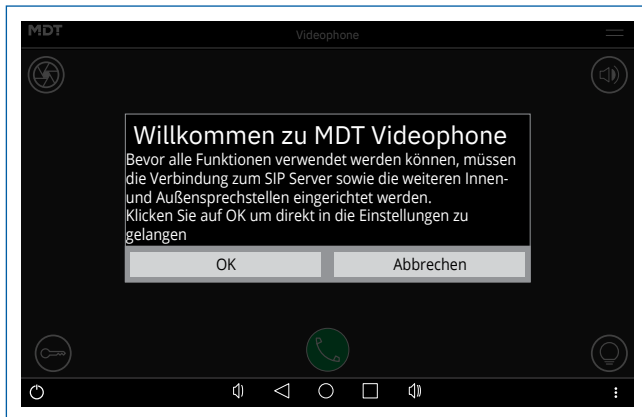 MDT
Videophone
Willkommen zu MDT Videophone
Bevor alle Funktionen verwendet werden können, müssen
die Verbindung zum SIP Server sowie die weiteren Innen-
und Außensprechstellen eingerichtet werden.
Klicken Sie auf OK um direkt in die Einstellungen zu
gelangen
OK
Abbrechen